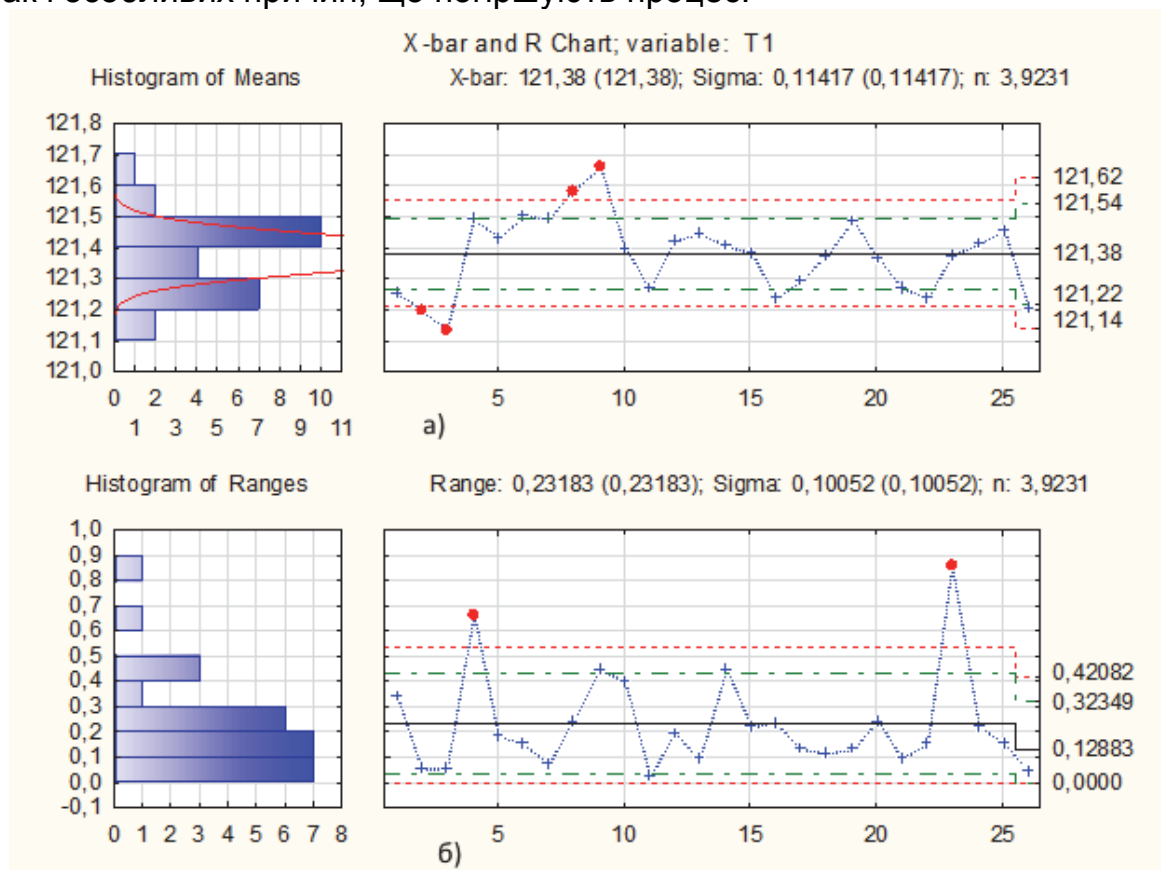 так і особливих причин, що погіршують процес.
X-bar and R Chart; variable: T1
Histogram of Means
X-bar: 121,38 (121,38); Sigma: 0,11417 (0,11417); n: 3,9231
121,8
121,7
121,6
121,5
121,4
121,3
121,2
121,1
121,0
0 2 4 6 8 10
1 3 5 7 9 11
5 10 15 20 25
121,62
121,54
121,38
121,22
121,14
а)
Histogram of Ranges
Range: 0,23183 (0,23183); Sigma: 0,10052 (0,10052); n: 3,9231
1,0
0,9
0,8
0,7
0,6
0,5
0,4
0,3
0,2
0,1
0,0
-0,1
0 1 2 3 4 5 6 7 8
5 10 15 20 25
0,42082
0,32349
0,12883
0,0000
б)